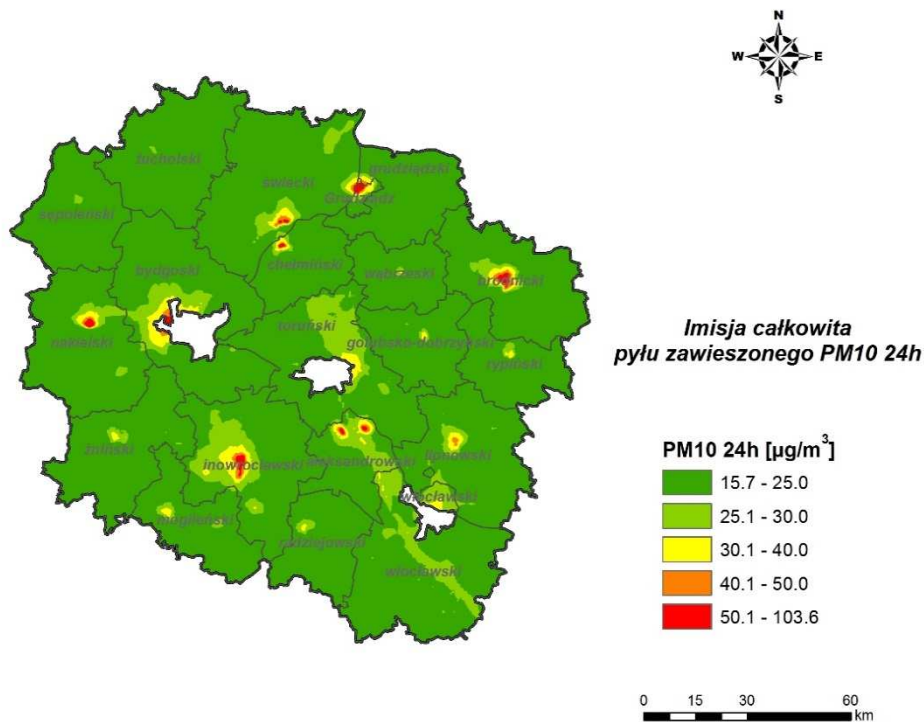 N
W E
S
tucholski
grudziądzki
świecki
Grudziądz
sępoleński
chełmiński
bydgoski
wąbrzeski
brodnicki
toruński
nakielski
golubsko-dobrzyński
rypiński
Imisja całkowita
pyłu zawieszonego PM10 24h
żniński
inowrocławski
aleksandrowski
lipnowski
włocławski
mogileński
radziejowski
włocławski
PM10 24h [µg/m³]
15.7 - 25.0
25.1 - 30.0
30.1 - 40.0
40.1 - 50.0
50.1 - 103.6
0 15 30 60
km